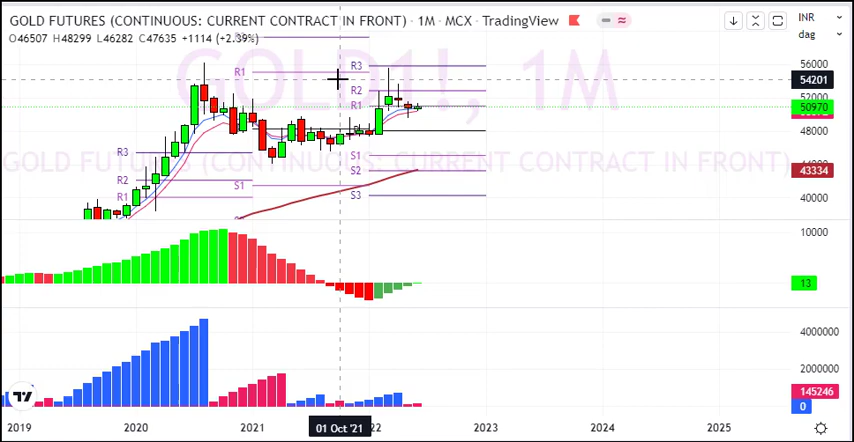 GOLD FUTURES (CONTINUOUS: CURRENT CONTRACT IN FRONT) · 1M · MCX · TradingView
INR
dag
O46507 H48299 L46282 C47635 +1114 (+2.39%)
GOLD1!, 1M
GOLD FUTURES (CONTINUOUS: CURRENT CONTRACT IN FRONT)
R3
R1
R2
R1
R3
R2
R1
S1
S1
S2
S3
56000
54201
52000
50970
48000
44000
43334
40000
10000
13
4000000
2000000
145246
0
2019
2020
2021
01 Oct '21
2022
2023
2024
2025